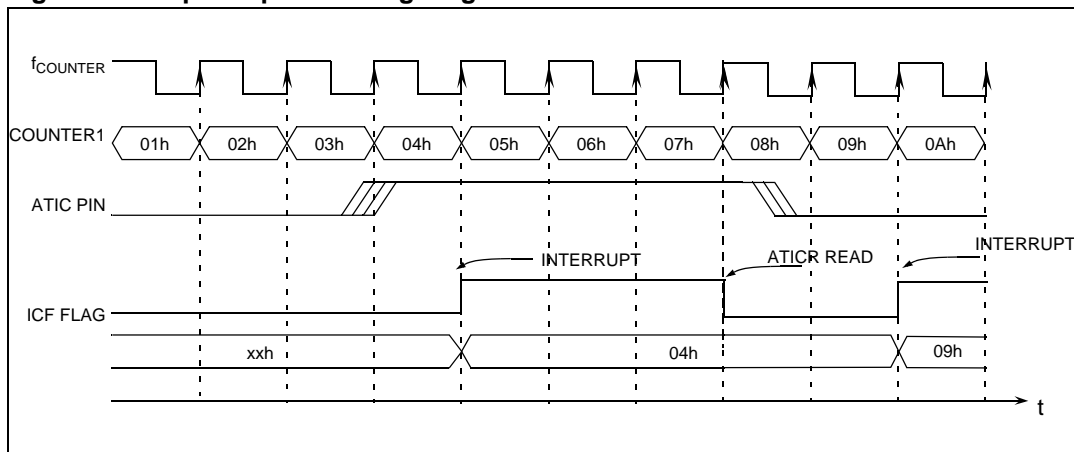 fCOUNTER
COUNTER1
01h 02h 03h 04h 05h 06h 07h 08h 09h 0Ah
ATIC PIN
INTERRUPT
ATICR READ
INTERRUPT
ICF FLAG
xxh 04h 09h
t